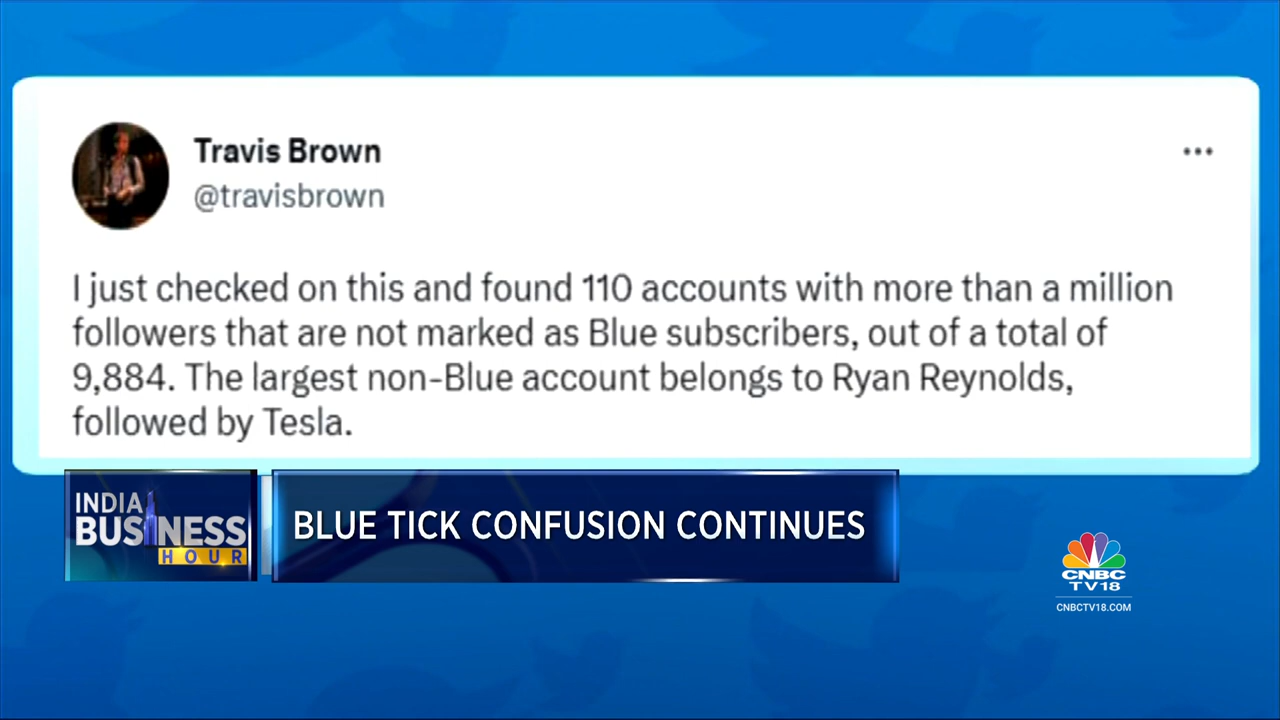 Travis Brown
@travisbrown
I just checked on this and found 110 accounts with more than a million
followers that are not marked as Blue subscribers, out of a total of
9,884. The largest non-Blue account belongs to Ryan Reynolds,
followed by Tesla.
INDIA
BUSINESS
HOUR
BLUE TICK CONFUSION CONTINUES
CNBC
TV18
CNBCTV18.COM